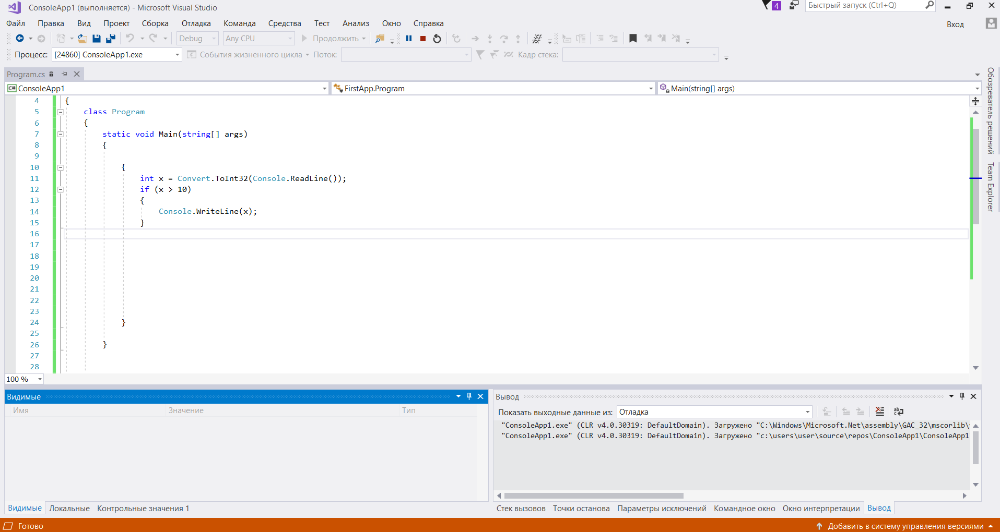 ConsoleApp1 (выполняется) - Microsoft Visual Studio
4
Быстрый запуск (Ctrl+Q)
Файл Правка Вид Проект Сборка Отладка Команда Средства Тест Анализ Окно Справка
Вход
Debug Any CPU Продолжить
Процесс: [24860] ConsoleApp1.exe События жизненного цикла Поток: Кадр стека:
Program.cs
C# ConsoleApp1 FirstApp.Program Main(string[] args)
4 {
5 class Program
6 {
7 static void Main(string[] args)
8 {
9
10 {
11 int x = Convert.ToInt32(Console.ReadLine());
12 if (x > 10)
13 {
14 Console.WriteLine(x);
15 }
16
17
18
19
20
21
22
23
24 }
25
26 }
27
28
100 %
Обозреватель решений
Team Explorer
Видимые
Имя Значение Тип
Видимые Локальные Контрольные значения 1
Вывод
Показать выходные данные из: Отладка
"ConsoleApp1.exe" (CLR v4.0.30319: DefaultDomain). Загружено "C:\Windows\Microsoft.Net\assembly\GAC_32\mscorlib\
"ConsoleApp1.exe" (CLR v4.0.30319: DefaultDomain). Загружено "c:\users\user\source\repos\ConsoleApp1\ConsoleApp1
Стек вызовов Точки останова Параметры исключений Командное окно Окно интерпретации Вывод
Готово
Добавить в систему управления версиями